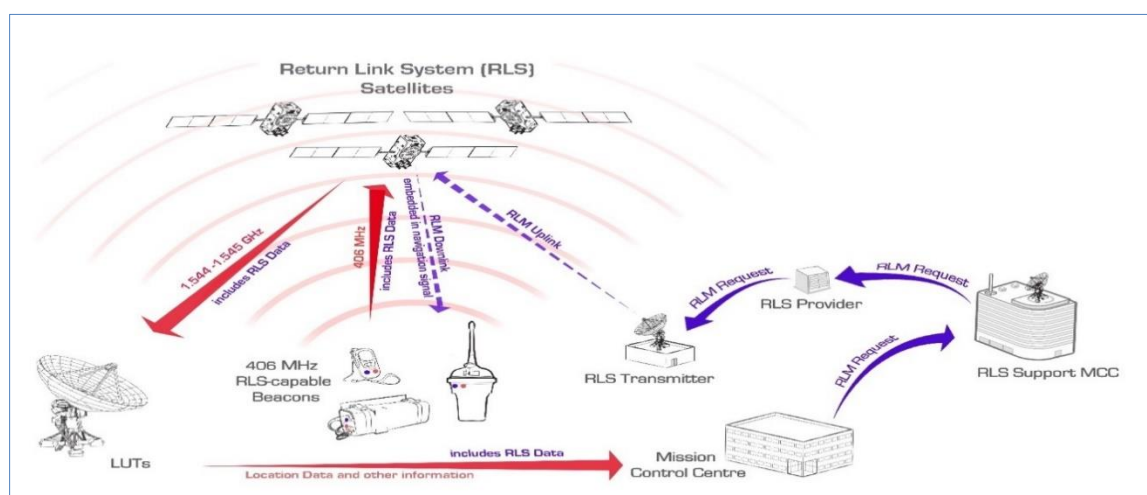 Return Link System (RLS)
Satellites
1.544 -1.545 GHz
includes RLS Data
406 MHz
includes RLS Data
RLM Downlink
embedded in navigation signal
RLM Uplink
RLM Request
RLM Request
RLS Provider
RLM Request
RLS Support MCC
RLS Transmitter
406 MHz
RLS-capable
Beacons
LUTs
includes RLS Data
Location Data and other information
Mission
Control Centre